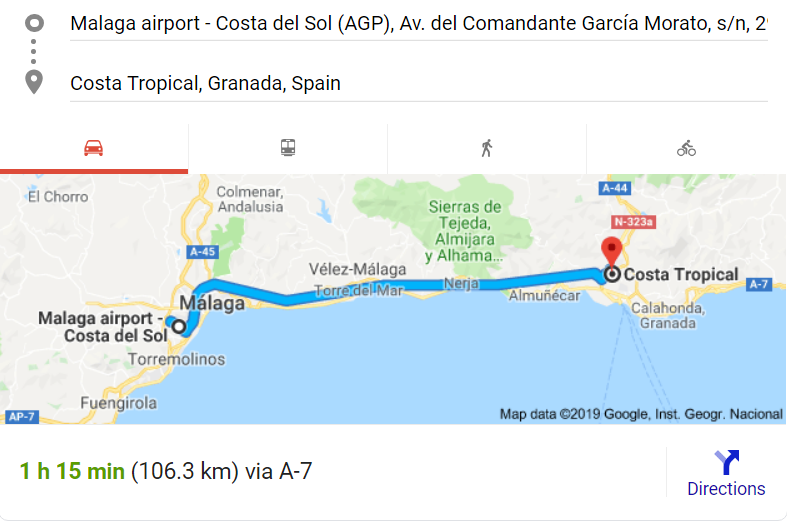 Malaga airport - Costa del Sol (AGP), Av. del Comandante García Morato, s/n, 29
Costa Tropical, Granada, Spain
El Chorro
Colmenar,
Andalusia
A-44
Sierras de
Tejeda,
Almijara
y Alhama...
N-323a
A-45
Vélez-Málaga
Costa Tropical
Torre del Mar
Nerja
A-7
Málaga
Almuñécar
Calahonda,
Granada
Malaga airport -
Costa del Sol
Torremolinos
Fuengirola
AP-7
Map data ©2019 Google, Inst. Geogr. Nacional
1 h 15 min (106.3 km) via A-7
Directions